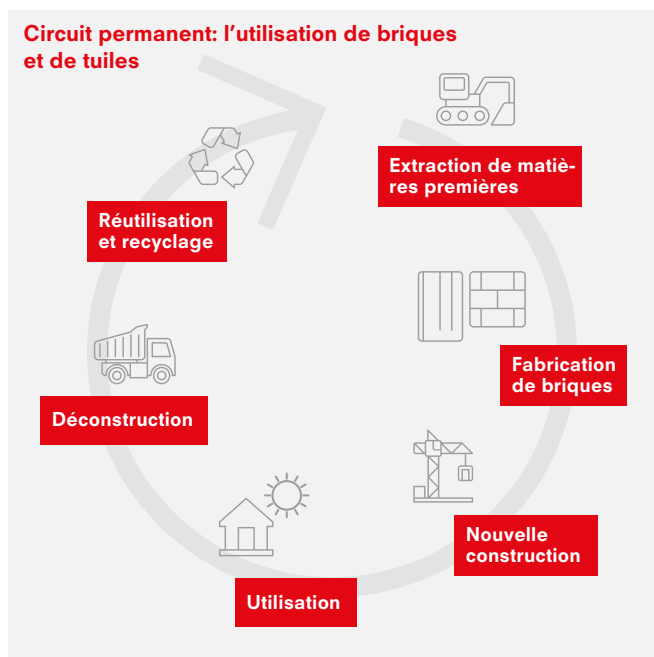 Circuit permanent: l'utilisation de briques
et de tuiles
Extraction de matiè-
res premières
Fabrication
de briques
Nouvelle
construction
Utilisation
Déconstruction
Réutilisation
et recyclage